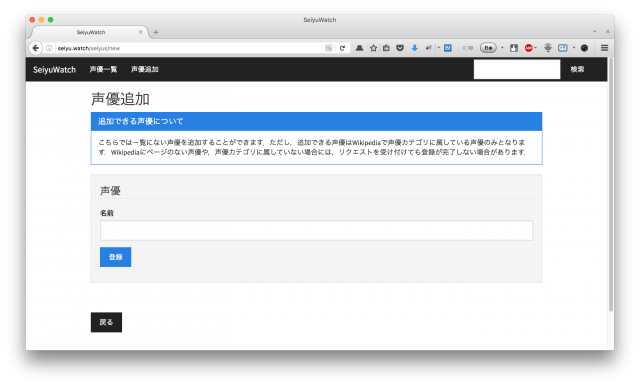 SeiyuWatch
SeiyuWatch
seiyu.watch/seiyus/new
SeiyuWatch 声優一覧 声優追加 検索
声優追加
追加できる声優について
こちらでは一覧にない声優を追加することができます．ただし，追加できる声優はWikipediaで声優カテゴリに属している声優のみとなりま
す．Wikipediaにページのない声優や，声優カテゴリに属していない場合には，リクエストを受け付けても登録が完了しない場合があります．
声優
名前
登録
戻る